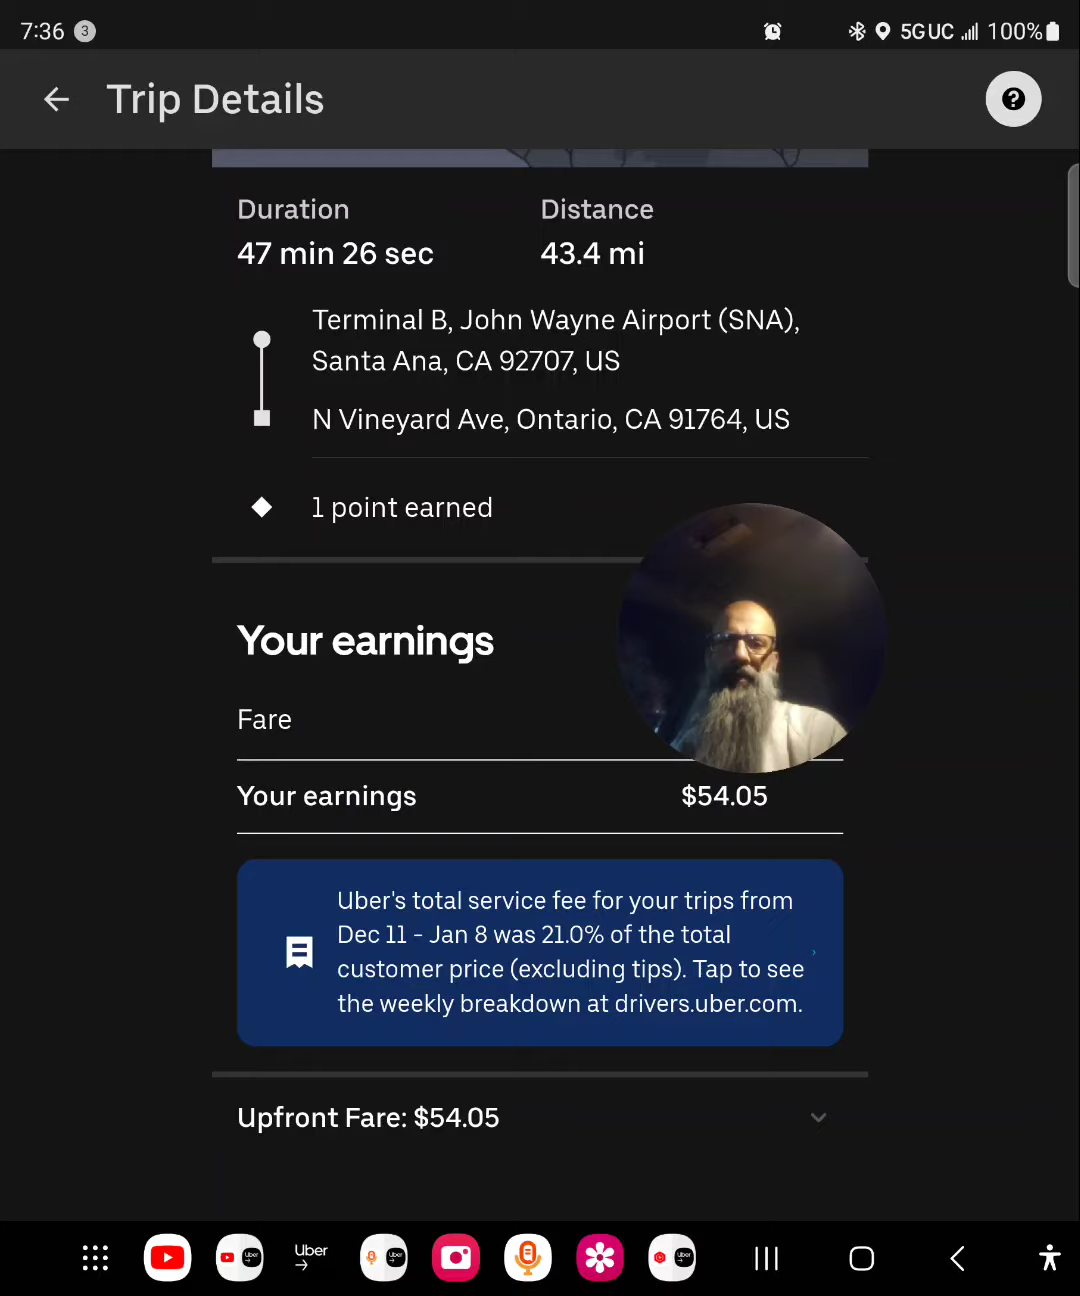 7:36 3 5G UC 100%
Trip Details
Duration Distance
47 min 26 sec 43.4 mi
Terminal B, John Wayne Airport (SNA),
Santa Ana, CA 92707, US
N Vineyard Ave, Ontario, CA 91764, US
1 point earned
Your earnings
Fare
Your earnings $54.05
Uber's total service fee for your trips from
Dec 11 - Jan 8 was 21.0% of the total
customer price (excluding tips). Tap to see
the weekly breakdown at drivers.uber.com.
Upfront Fare: $54.05
Uber